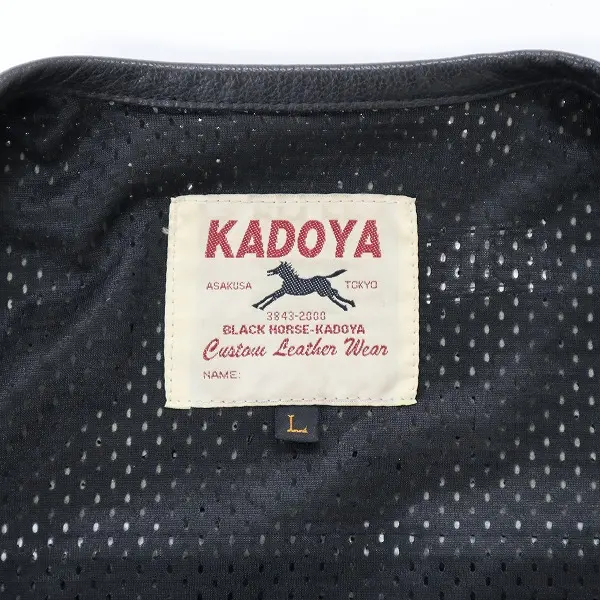 KADOYA
ASAKUSA TOKYO
3843-2000
BLACK HORSE-KADOYA
Custom Leather Wear
NAME:
L